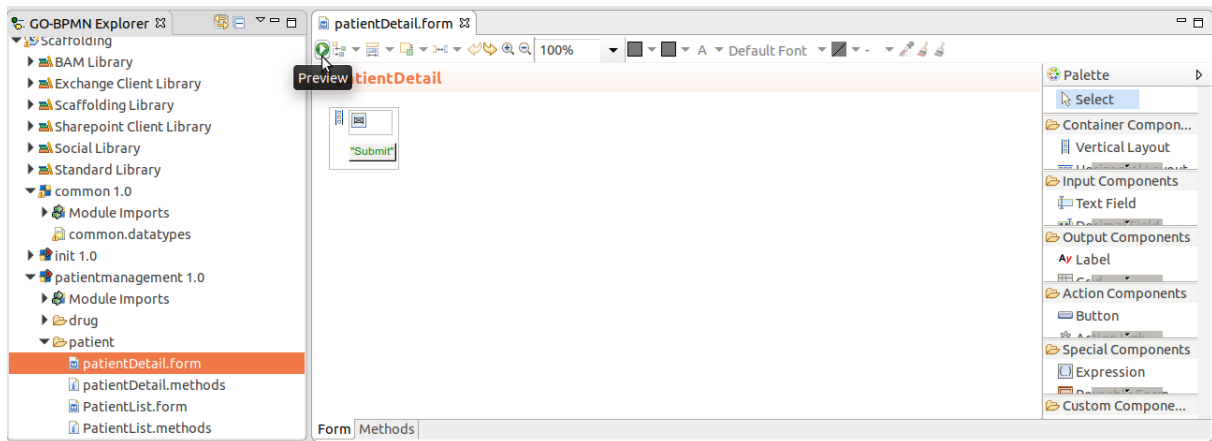 GO-BPMN Explorer
Scaffolding
BAM Library
Exchange Client Library
Scaffolding Library
Sharepoint Client Library
Social Library
Standard Library
common 1.0
Module Imports
common.datatypes
init 1.0
patientmanagement 1.0
Module Imports
drug
patient
patientDetail.form
patientDetail.methods
PatientList.form
PatientList.methods
patientDetail.form
100%
A
Default Font
Preview
tientDetail
"Submit"
Form
Methods
Palette
Select
Container Compon...
Vertical Layout
Input Components
Text Field
Output Components
Ay Label
Action Components
Button
Special Components
Expression
Custom Compone...